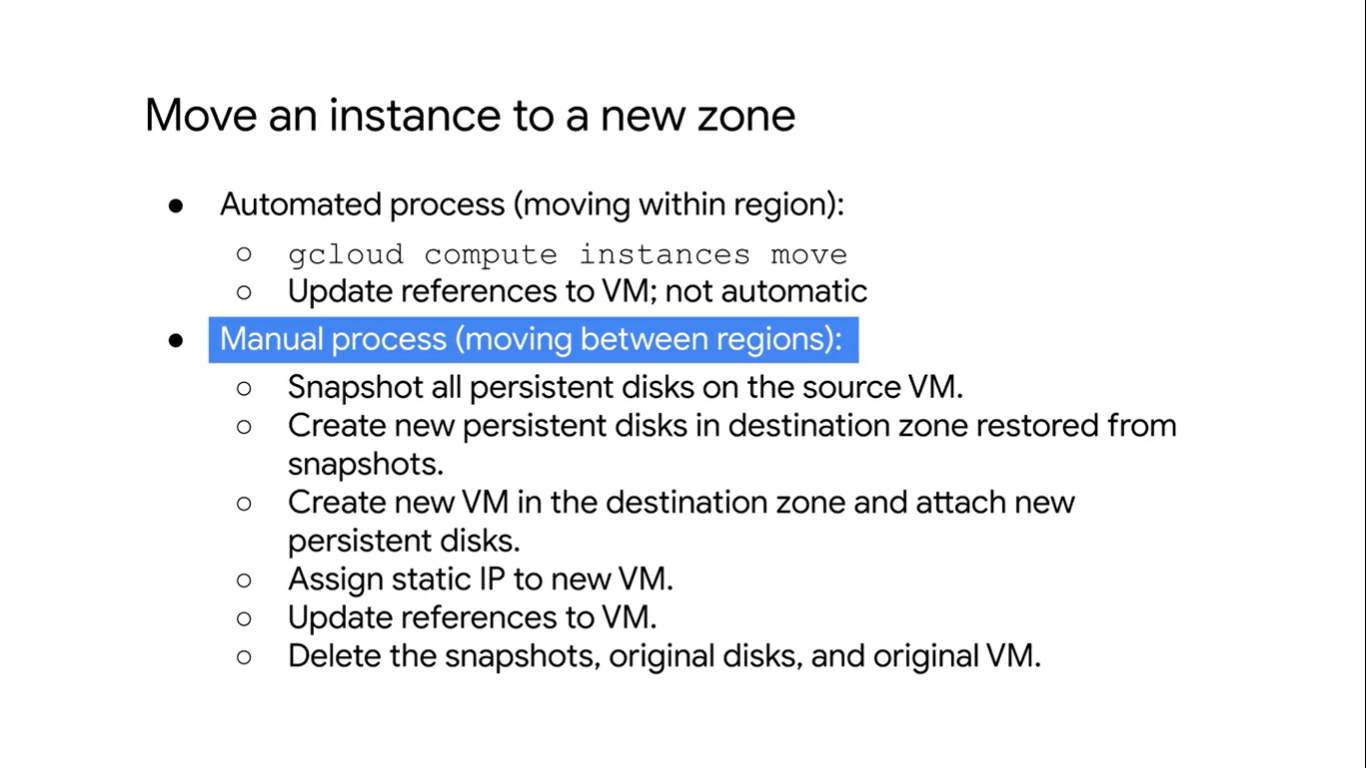 Move an instance to a new zone
● Automated process (moving within region):
○ gcloud compute instances move
○ Update references to VM; not automatic
● Manual process (moving between regions):
○ Snapshot all persistent disks on the source VM.
○ Create new persistent disks in destination zone restored from
snapshots.
○ Create new VM in the destination zone and attach new
persistent disks.
○ Assign static IP to new VM.
○ Update references to VM.
○ Delete the snapshots, original disks, and original VM.